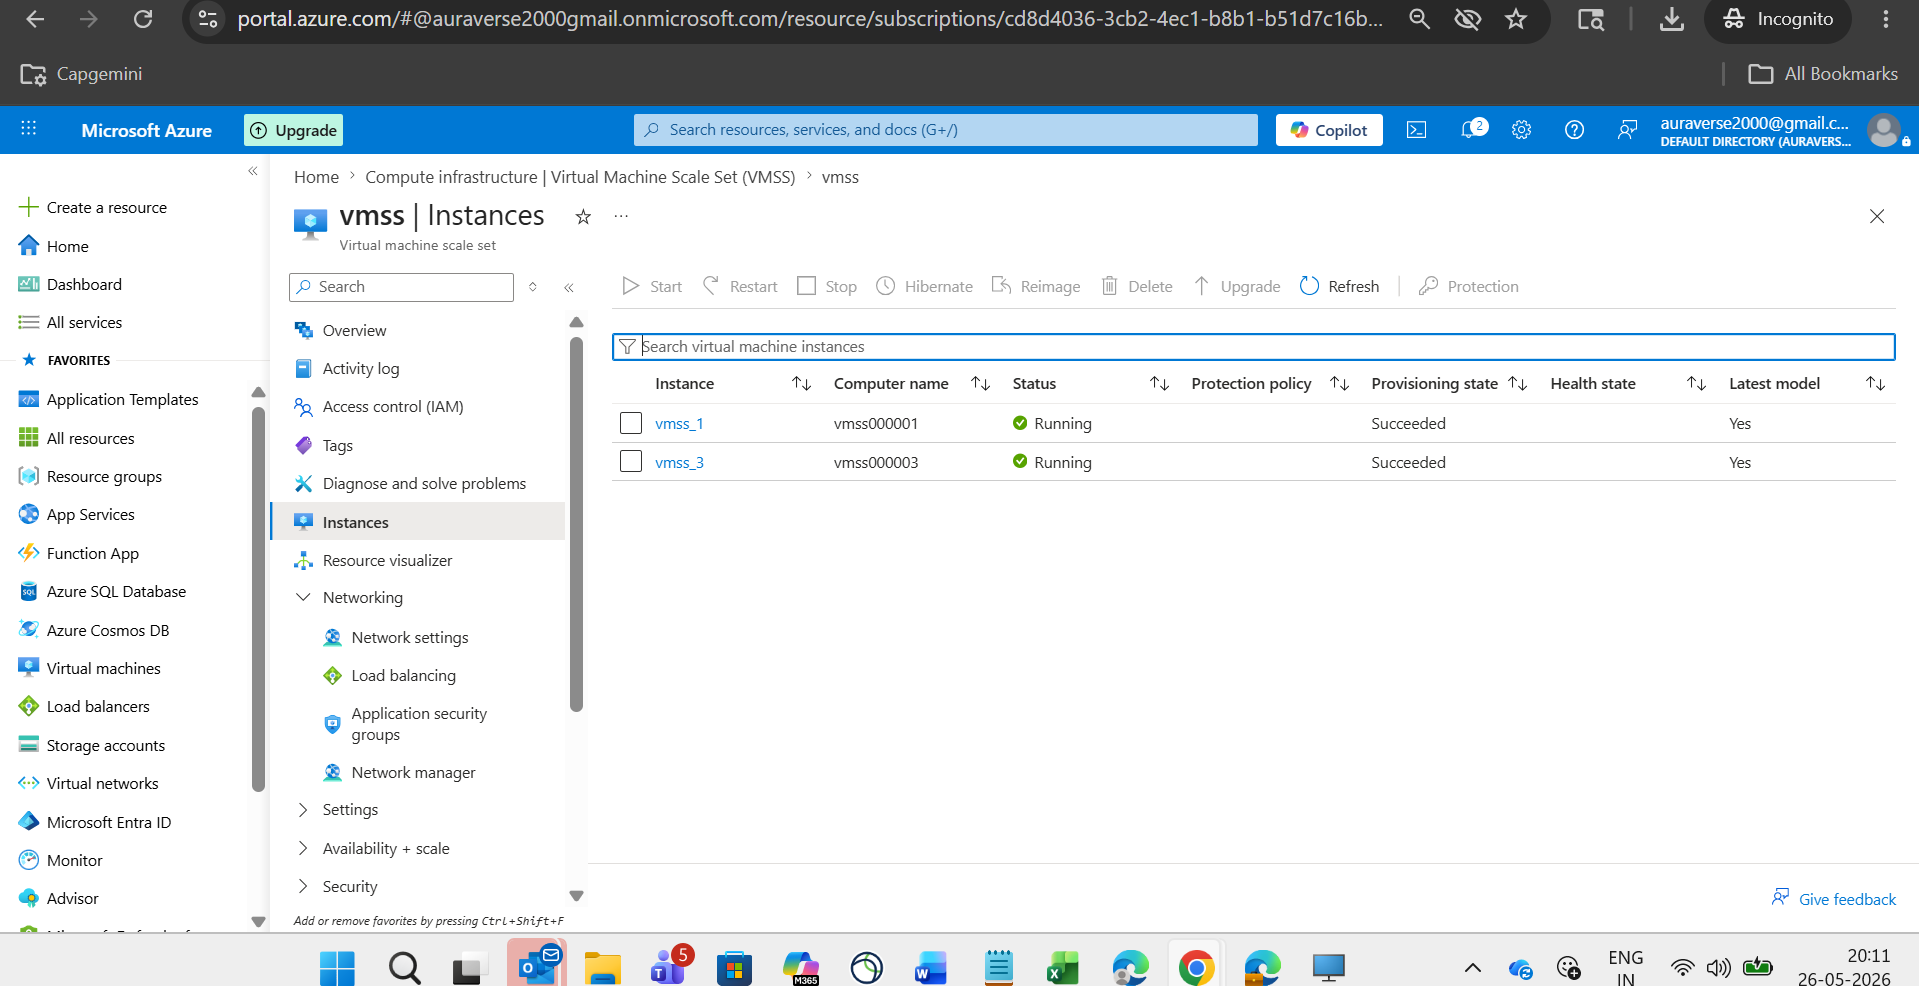 portal.azure.com/#@auraverse2000gmail.onmicrosoft.com/resource/subscriptions/cd8d4036-3cb2-4ec1-b8b1-b51d7c16b...
Incognito
Capgemini
All Bookmarks
Microsoft Azure
Upgrade
Search resources, services, and docs (G+/)
Copilot
2
auraverse2000@gmail.c...
DEFAULT DIRECTORY (AURAVERS...
Create a resource
Home
Dashboard
All services
FAVORITES
Application Templates
All resources
Resource groups
App Services
Function App
Azure SQL Database
Azure Cosmos DB
Virtual machines
Load balancers
Storage accounts
Virtual networks
Microsoft Entra ID
Monitor
Advisor
Home > Compute infrastructure | Virtual Machine Scale Set (VMSS) > vmss
vmss | Instances
Virtual machine scale set
Search
Overview
Activity log
Access control (IAM)
Tags
Diagnose and solve problems
Instances
Resource visualizer
Networking
Network settings
Load balancing
Application security
groups
Network manager
Settings
Availability + scale
Security
Add or remove favorites by pressing Ctrl+Shift+F
Start Restart Stop Hibernate Reimage Delete Upgrade Refresh Protection
Search virtual machine instances
Instance Computer name Status Protection policy Provisioning state Health state Latest model
vmss_1 vmss000001 Running Succeeded Yes
vmss_3 vmss000003 Running Succeeded Yes
Give feedback
5
M365
ENG
IN
20:11
26-05-2026